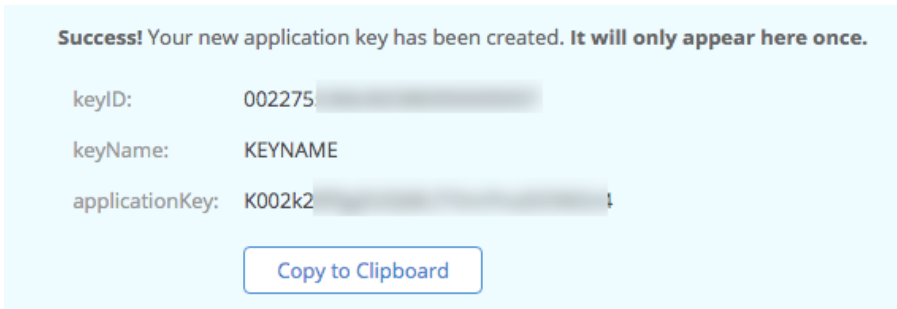 Success! Your new application key has been created. It will only appear here once.
keyID: 002275
keyName: KEYNAME
applicationKey: K002k2 4
Copy to Clipboard